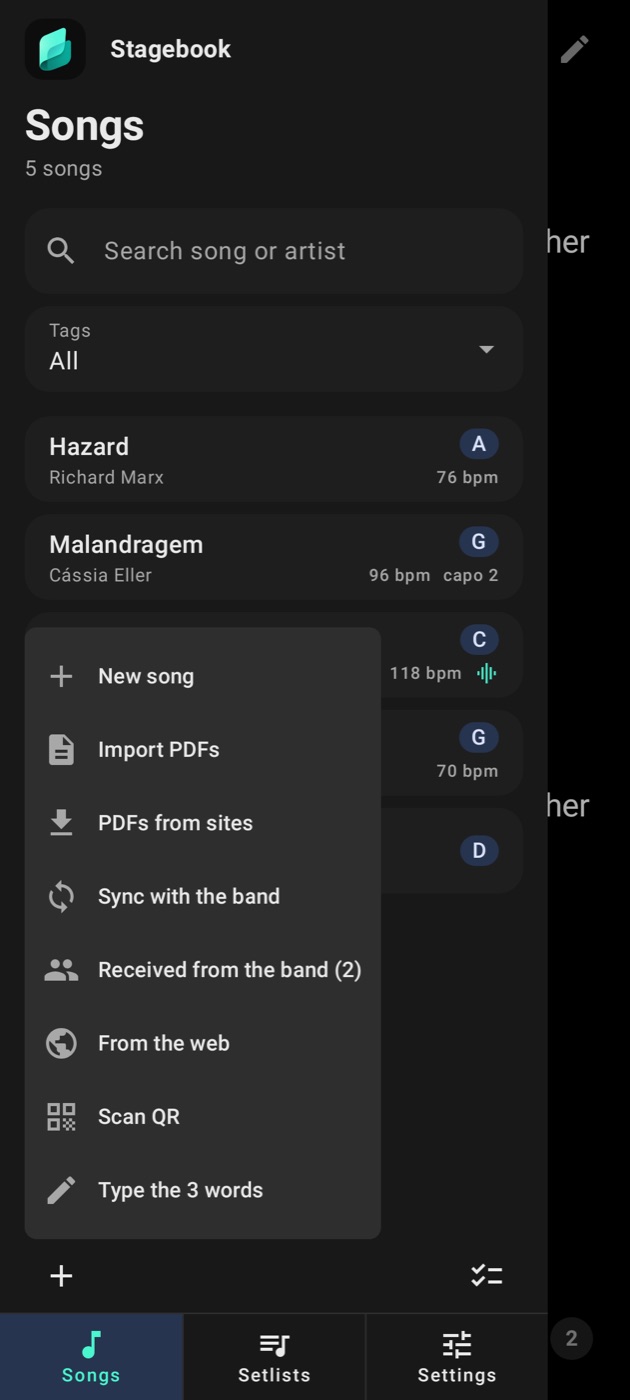 Stagebook
Songs
5 songs
her
Search song or artist
Tags
All
Hazard
A
Richard Marx
76 bpm
Malandragem
G
Cássia Eller
96 bpm capo 2
C
118 bpm
G
70 bpm
D
New song
Import PDFs
PDFs from sites
her
Sync with the band
Received from the band (2)
From the web
Scan QR
Type the 3 words
Songs
Setlists
Settings
2